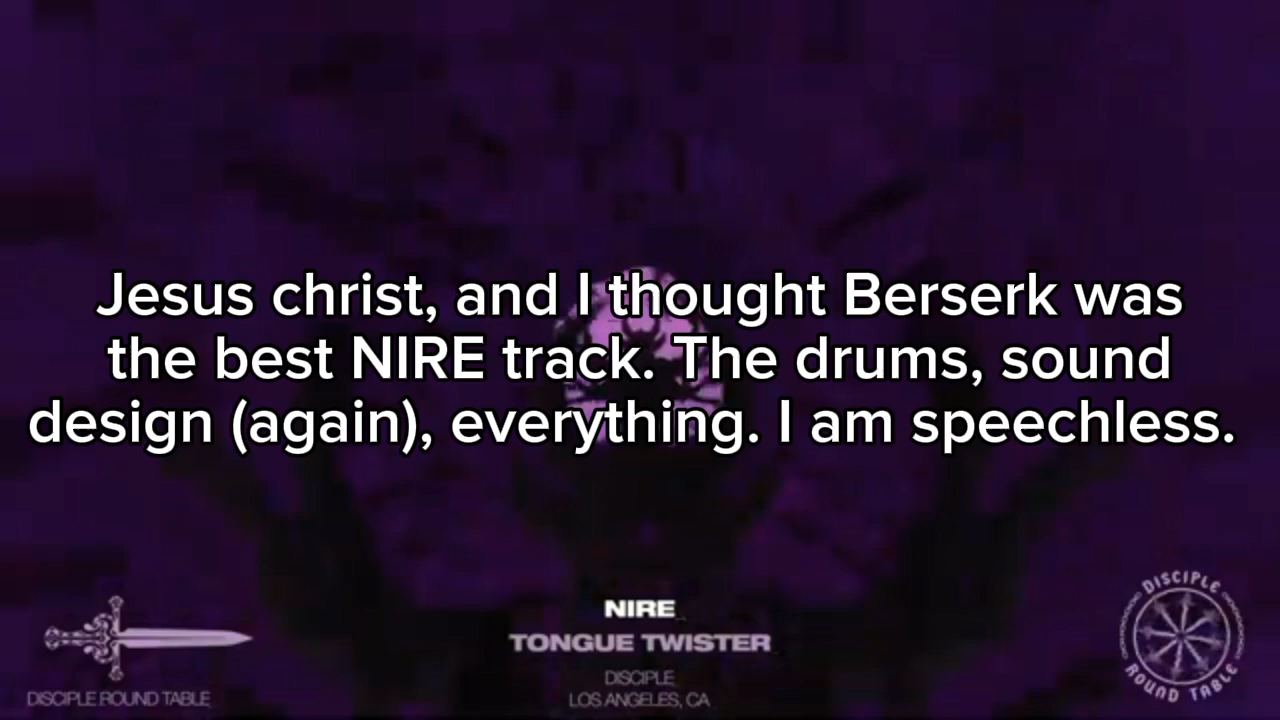 Jesus christ, and I thought Berserk was
the best NIRE track. The drums, sound
design (again), everything. I am speechless.
NIRE
TONGUE TWISTER
DISCIPLE
LOS ANGELES, CA
DISCIPLE ROUND TABLE
DISCIPLE
ROUND TABLE